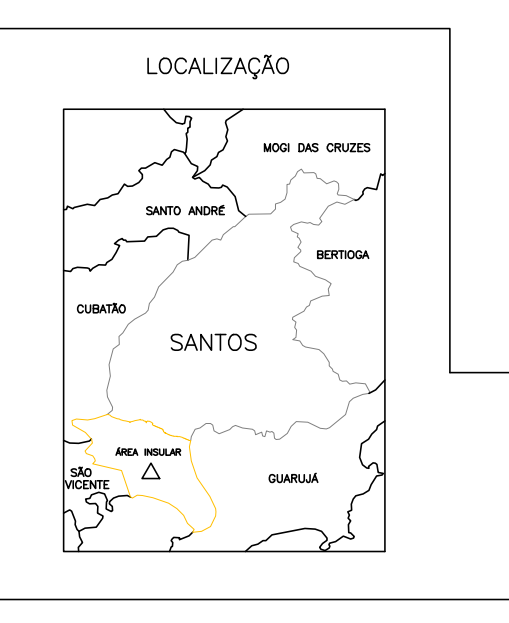 LOCALIZAÇÃO
MOGI DAS CRUZES
SANTO ANDRÉ
BERTIOGA
CUBATÃO
SANTOS
ÁREA INSULAR
SÃO
VICENTE
GUARUJÁ